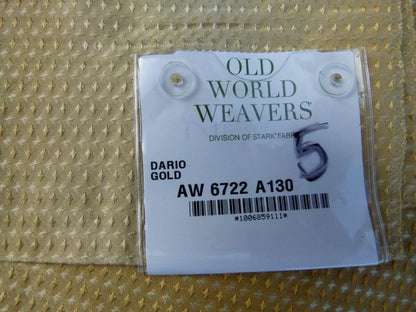 OLD
WORLD
WEAVERS
DIVISION OF STARK FABRIC
5
DARIO
GOLD
AW 6722 A130
*1006859111*